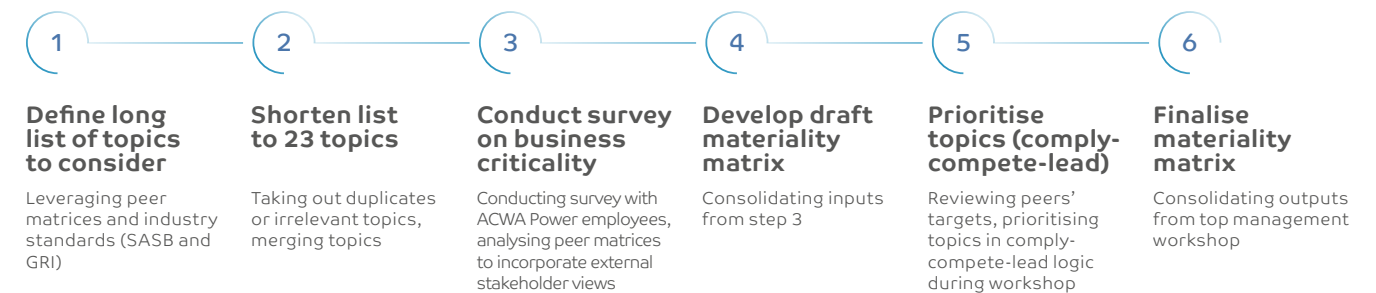 1
Define long
list of topics
to consider
Leveraging peer
matrices and industry
standards (SASB and
GRI)
2
Shorten list
to 23 topics
Taking out duplicates
or irrelevant topics,
merging topics
3
Conduct survey
on business
criticality
Conducting survey with
ACWA Power employees,
analysing peer matrices
to incorporate external
stakeholder views
4
Develop draft
materiality
matrix
Consolidating inputs
from step 3
5
Prioritise
topics (comply-
compete-lead)
Reviewing peers’
targets, prioritising
topics in comply-
compete-lead logic
during workshop
6
Finalise
materiality
matrix
Consolidating outputs
from top management
workshop